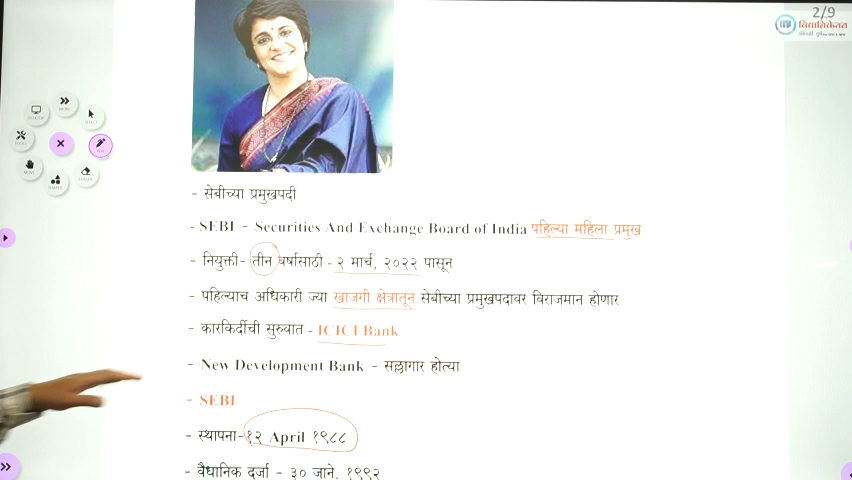 2/9
विद्यानिकेतन
- सेबीच्या प्रमुखपदी
- SEBI - Securities And Exchange Board of India पहिल्या महिला प्रमुख
- नियुक्ती- तीन वर्षासाठी - २ मार्च, २०२२ पासून
- पहिल्याच अधिकारी ज्या खाजगी क्षेत्रातून सेबीच्या प्रमुखपदावर विराजमान होणार
- कारकिर्दीची सुरुवात - ICICI Bank
- New Development Bank - सल्लागार होत्या
- SEBI
- स्थापना-१२ April १९८८
- वैधानिक दर्जा - ३० जाने. १९९२